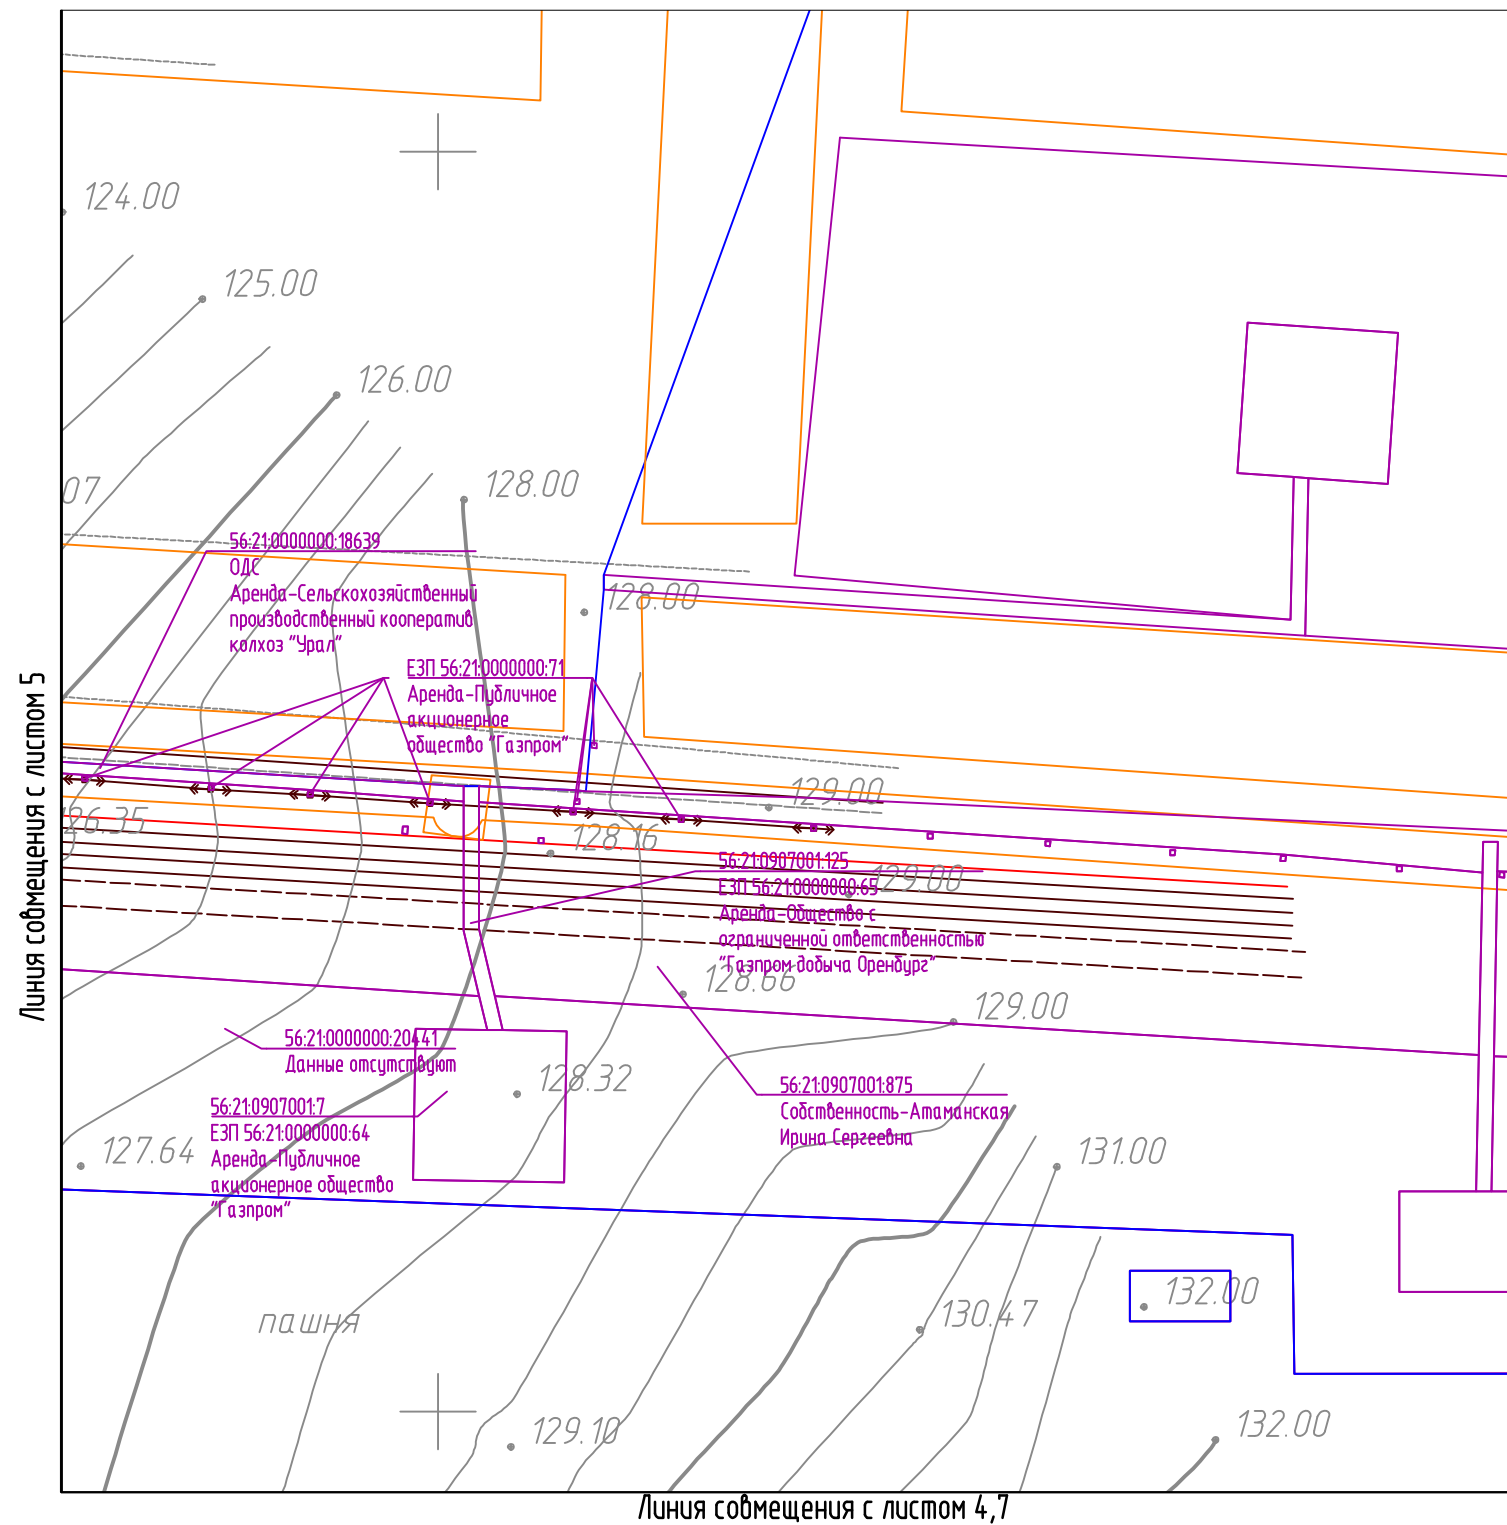 124.00
125.00
126.00
07
128.00
56:21:0000000:18639
ОДС
Аренда-Сельскохозяйственный
производственный кооператив
колхоз "Урал"
128.00
ЕЗП 56:21:0000000:71
Аренда-Публичное
акционерное
общество "Газпром"
129.00
26.35
128.16
56:21:0907001:125
ЕЗП 56:21:0000000:65
Аренда-Общество с
ограниченной ответственностью
"Газпром добыча Оренбург"
129.00
128.66
129.00
56:21:0000000:20441
Данные отсутствуют
128.32
56:21:0907001:875
Собственность-Атаманская
Ирина Сергеевна
56:21:0907001:7
ЕЗП 56:21:0000000:64
Аренда-Публичное
акционерное общество
"Газпром"
127.64
131.00
132.00
130.47
пашня
129.10
132.00
Линия совмещения с листом 5
Линия совмещения с листом 4,7